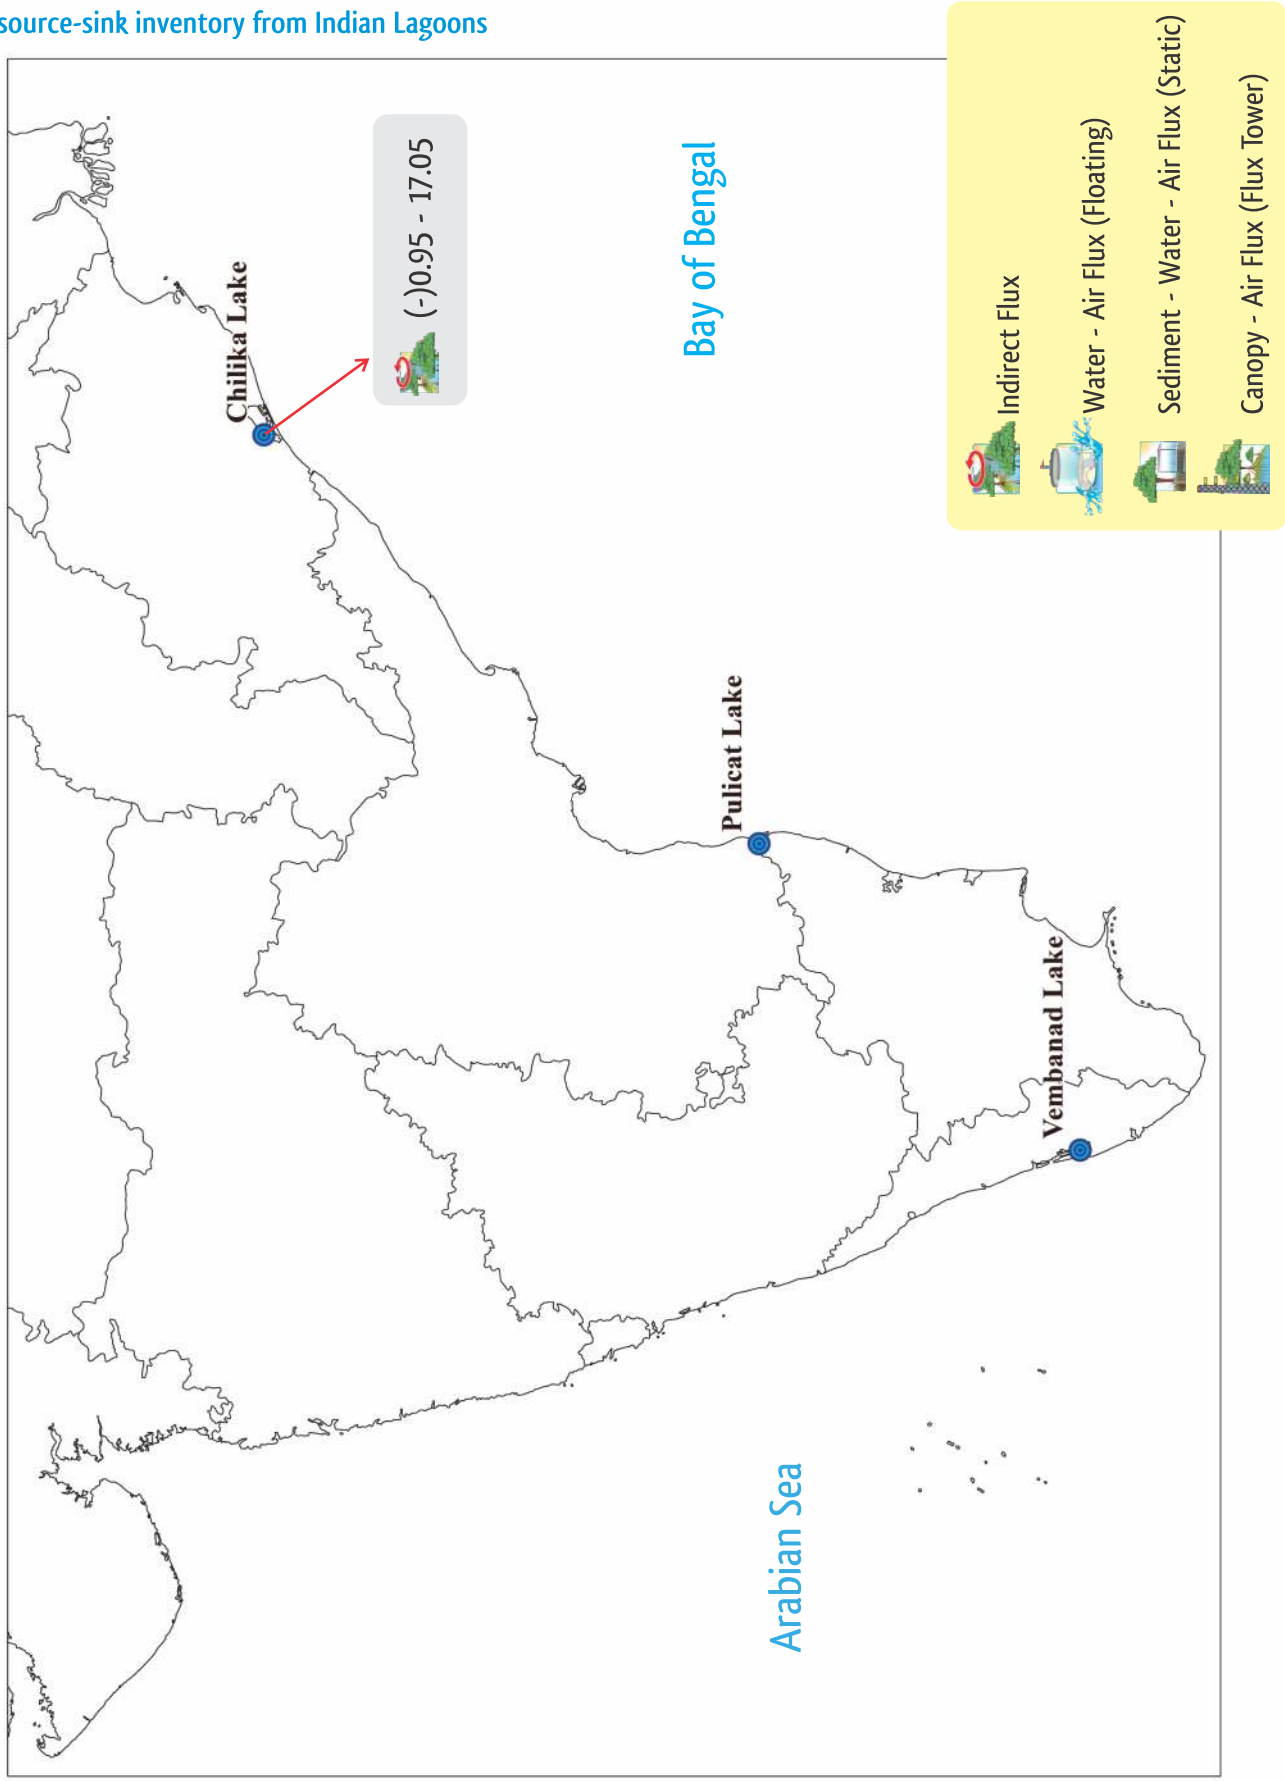 source-sink inventory from Indian Lagoons
Chilika Lake
(-)0.95 - 17.05
Bay of Bengal
Pulicat Lake
Vembanad Lake
Arabian Sea
Indirect Flux
Water - Air Flux (Floating)
Sediment - Water - Air Flux (Static)
Canopy - Air Flux (Flux Tower)